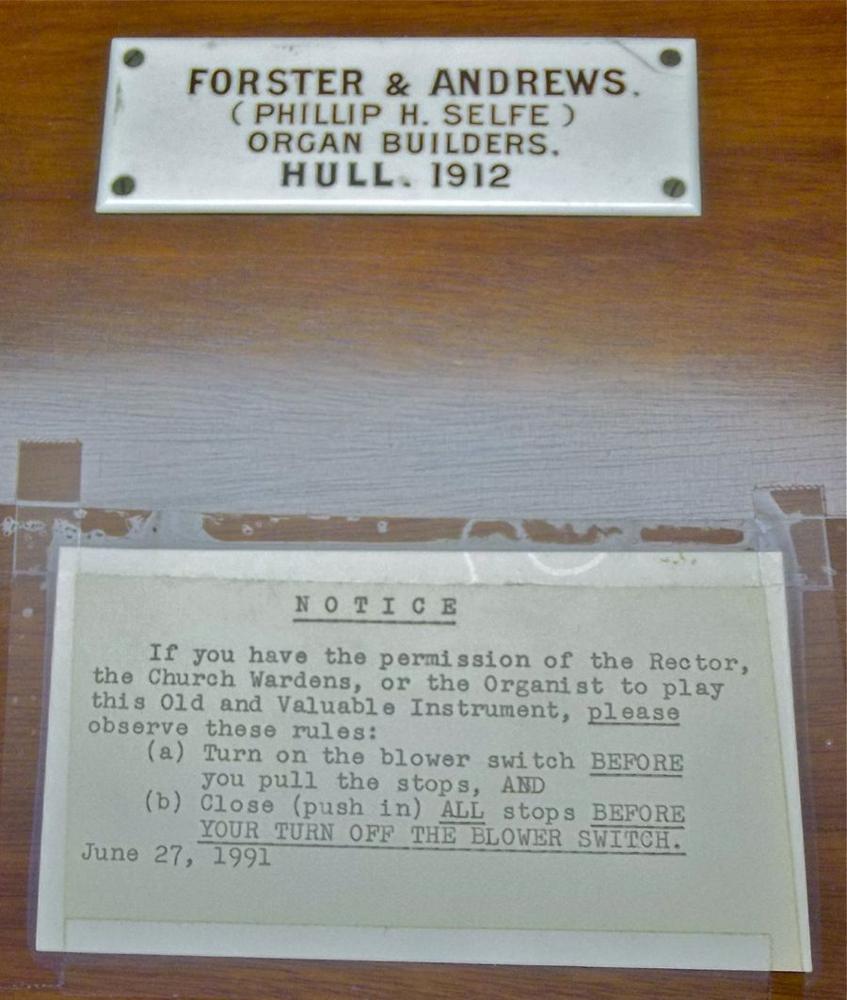 FORSTER & ANDREWS.
(PHILLIP H. SELFE)
ORGAN BUILDERS.
HULL. 1912
NOTICE
If you have the permission of the Rector,
the Church Wardens, or the Organist to play
this Old and Valuable Instrument, please
observe these rules:
(a) Turn on the blower switch BEFORE
you pull the stops, AND
(b) Close (push in) ALL stops BEFORE
YOUR TURN OFF THE BLOWER SWITCH.
June 27, 1991